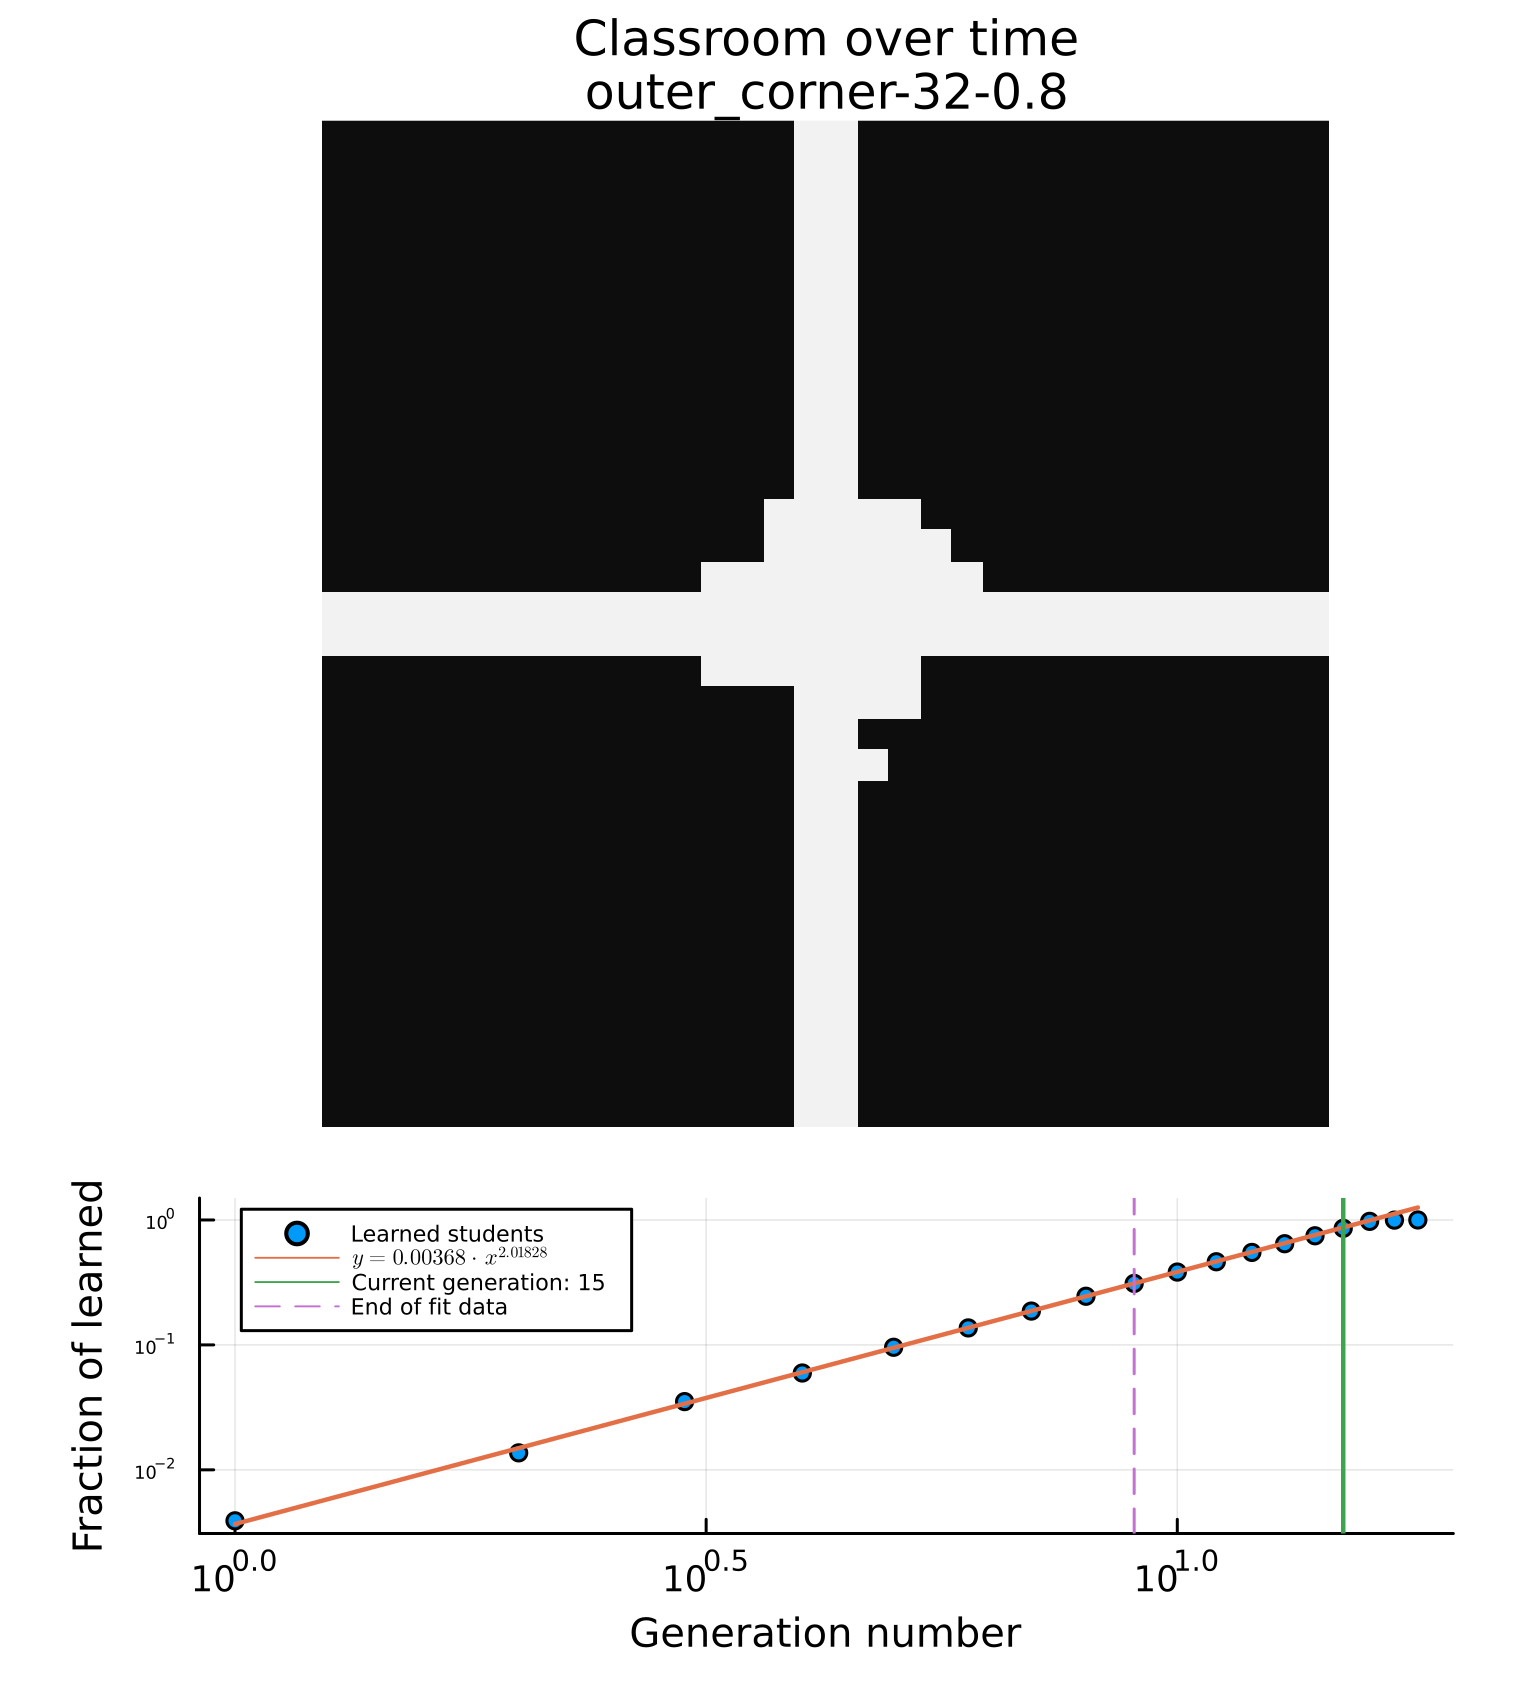 Classroom over time
outer_corner-32-0.8
Fraction of learned
10^0
10^−1
10^−2
Learned students
y = 0.00368 · x^2.01828
Current generation: 15
End of fit data
10^0.0
10^0.5
10^1.0
Generation number